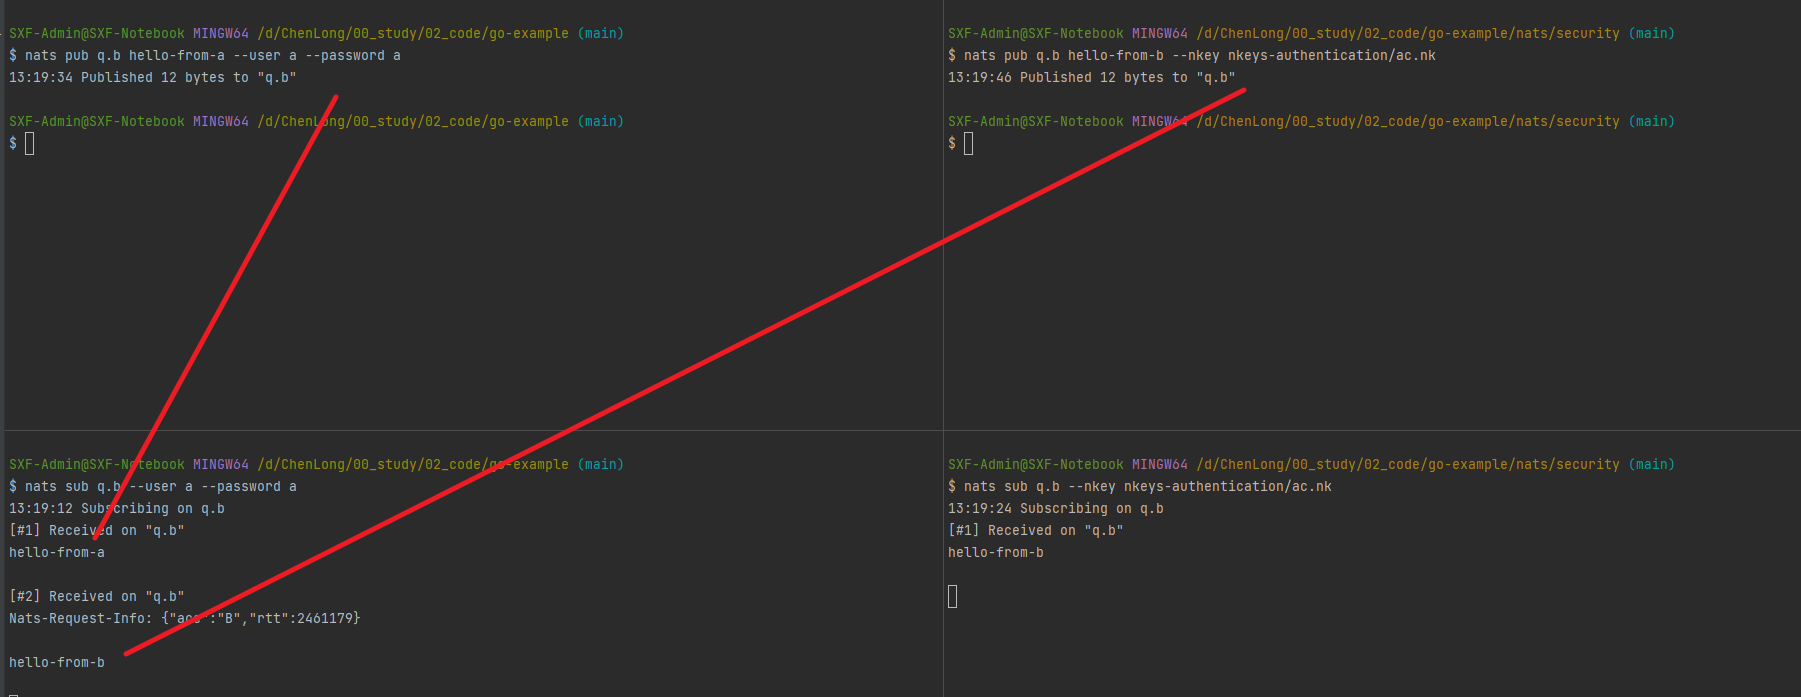 SXF-Admin@SXF-Notebook MINGW64 /d/ChenLong/00_study/02_code/go-example (main)
$ nats pub q.b hello-from-a --user a --password a
13:19:34 Published 12 bytes to "q.b"
SXF-Admin@SXF-Notebook MINGW64 /d/ChenLong/00_study/02_code/go-example (main)
$
SXF-Admin@SXF-Notebook MINGW64 /d/ChenLong/00_study/02_code/go-example/nats/security (main)
$ nats pub q.b hello-from-b --nkey nkeys-authentication/ac.nk
13:19:46 Published 12 bytes to "q.b"
SXF-Admin@SXF-Notebook MINGW64 /d/ChenLong/00_study/02_code/go-example/nats/security (main)
$
SXF-Admin@SXF-Notebook MINGW64 /d/ChenLong/00_study/02_code/go-example (main)
$ nats sub q.b --user a --password a
13:19:12 Subscribing on q.b
[#1] Received on "q.b"
hello-from-a
[#2] Received on "q.b"
Nats-Request-Info: {"acc":"B","rtt":2461179}
hello-from-b
SXF-Admin@SXF-Notebook MINGW64 /d/ChenLong/00_study/02_code/go-example/nats/security (main)
$ nats sub q.b --nkey nkeys-authentication/ac.nk
13:19:24 Subscribing on q.b
[#1] Received on "q.b"
hello-from-b